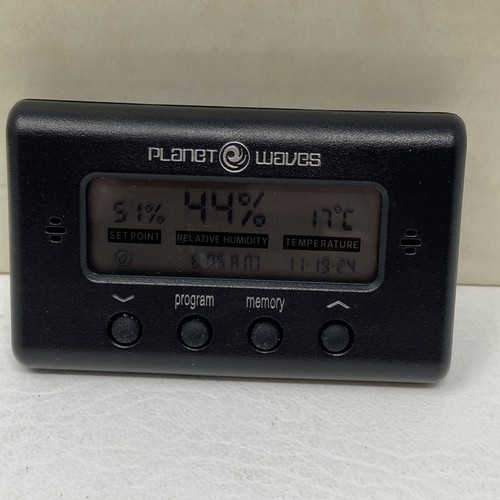 PLANET WAVES
51% 44% 17°C
SET POINT RELATIVE HUMIDITY TEMPERATURE
11-19-24
program memory